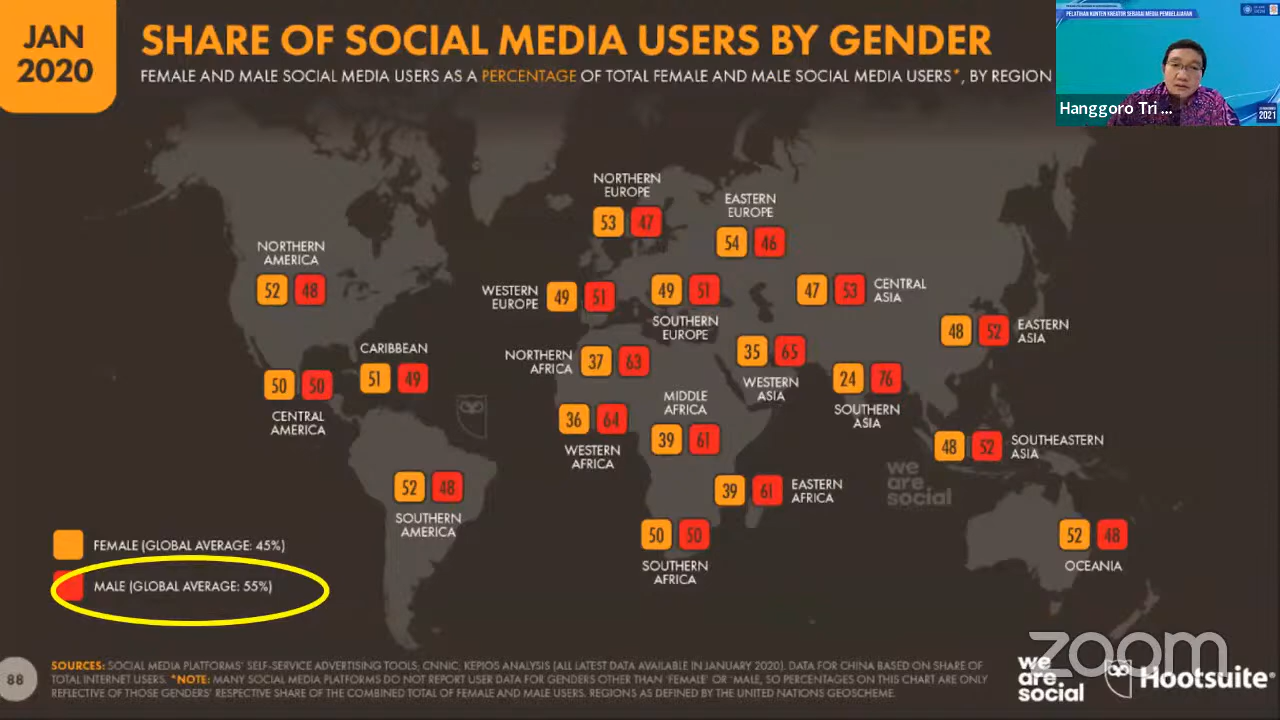 JAN
2020
SHARE OF SOCIAL MEDIA USERS BY GENDER
FEMALE AND MALE SOCIAL MEDIA USERS AS A PERCENTAGE OF TOTAL FEMALE AND MALE SOCIAL MEDIA USERS*, BY REGION
PELATIHAN KONTEN KREATOR SEBAGAI MEDIA PEMBELAJARAN
Hanggoro Tri ...
2021
NORTHERN
EUROPE
53 47
EASTERN
EUROPE
54 46
NORTHERN
AMERICA
52 48
WESTERN
EUROPE
49 51
49 51
SOUTHERN
EUROPE
47 53
CENTRAL
ASIA
48 52
EASTERN
ASIA
CARIBBEAN
51 49
NORTHERN
AFRICA
37 63
35 65
WESTERN
ASIA
24 76
SOUTHERN
ASIA
50 50
CENTRAL
AMERICA
36 64
WESTERN
AFRICA
MIDDLE
AFRICA
39 61
48 52
SOUTHEASTERN
ASIA
we
are
social
52 48
SOUTHERN
AMERICA
39 61
EASTERN
AFRICA
50 50
SOUTHERN
AFRICA
52 48
OCEANIA
FEMALE (GLOBAL AVERAGE: 45%)
MALE (GLOBAL AVERAGE: 55%)
88
SOURCES: SOCIAL MEDIA PLATFORMS' SELF-SERVICE ADVERTISING TOOLS; CNNIC; KEPIOS ANALYSIS (ALL LATEST DATA AVAILABLE IN JANUARY 2020). DATA FOR CHINA BASED ON SHARE OF
TOTAL INTERNET USERS. *NOTE: MANY SOCIAL MEDIA PLATFORMS DO NOT REPORT USER DATA FOR GENDERS OTHER THAN 'FEMALE' OR 'MALE', SO PERCENTAGES ON THIS CHART ARE ONLY
REFLECTIVE OF THOSE GENDERS' RESPECTIVE SHARE OF THE COMBINED TOTAL OF FEMALE AND MALE USERS. REGIONS AS DEFINED BY THE UNITED NATIONS GEOSCHEME.
we
are
social
Hootsuite®
zoom